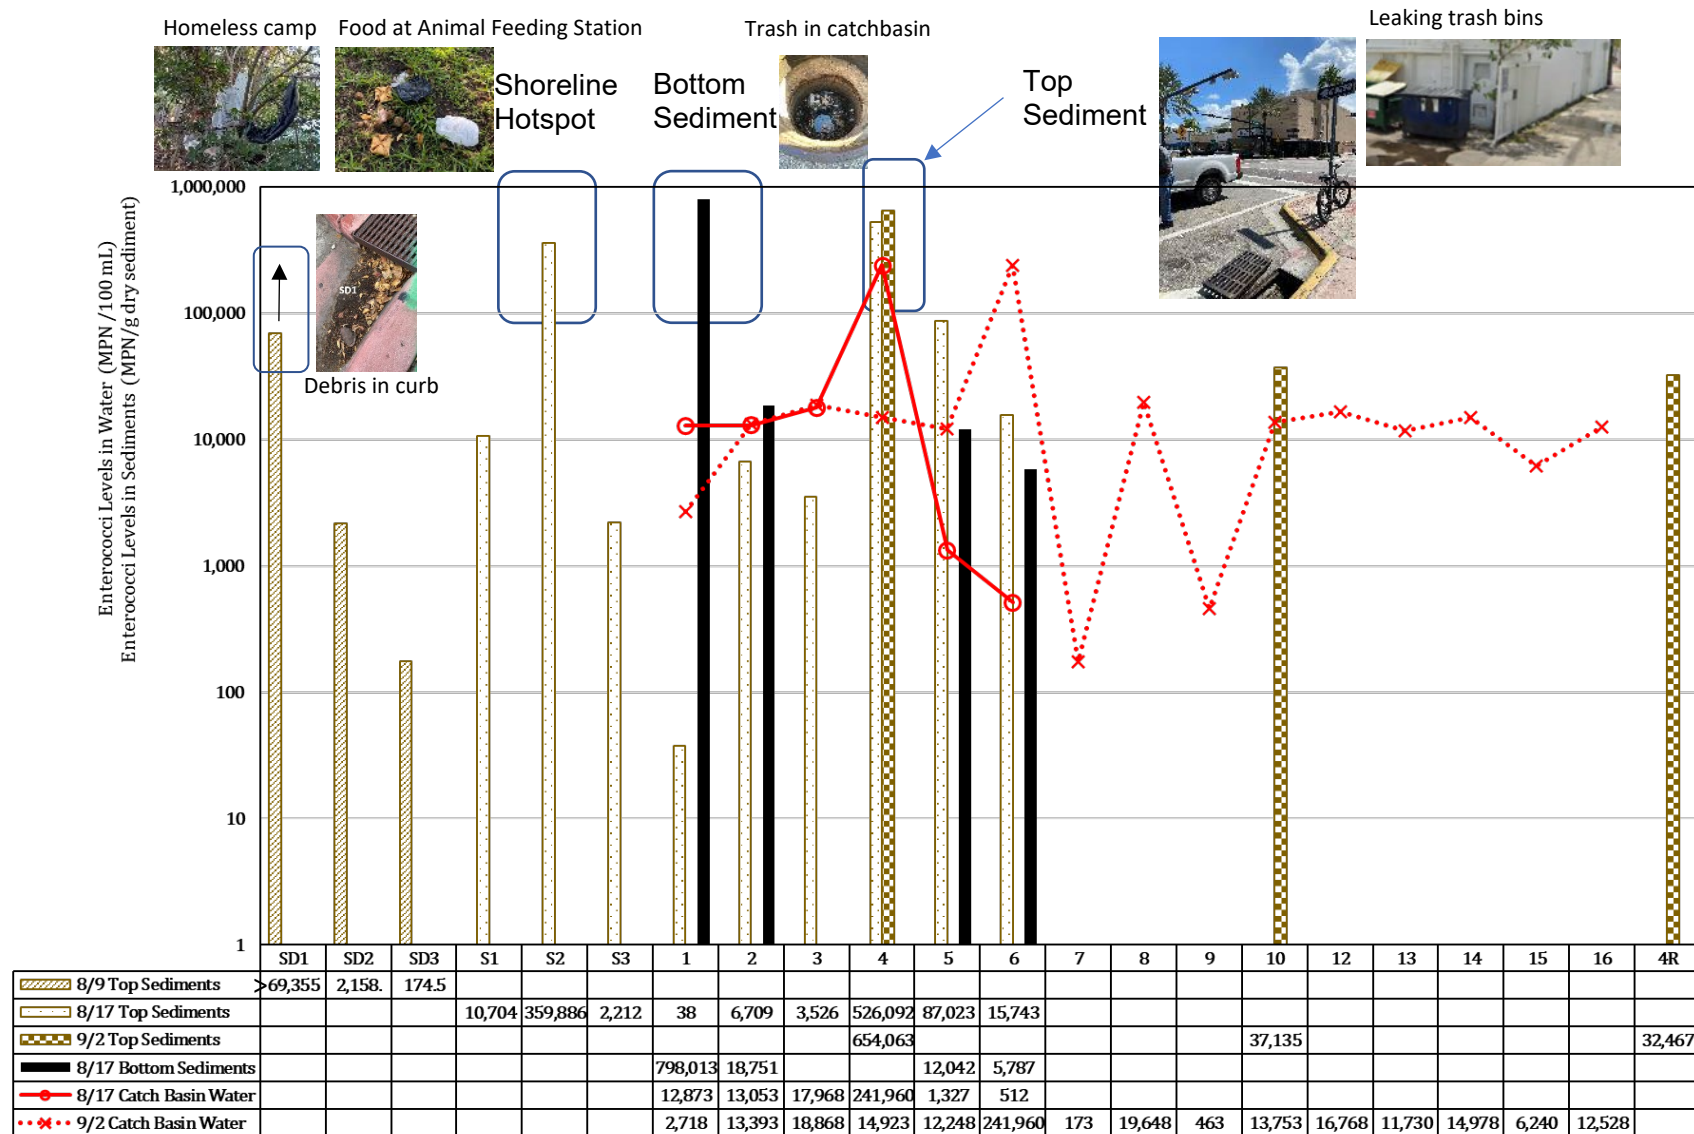 Homeless camp
Food at Animal Feeding Station
Trash in catchbasin
Leaking trash bins
Shoreline
Hotspot
Bottom
Sediment
Top
Sediment
SD1
Debris in curb
Enterococci Levels in Water (MPN /100 mL)
Enterococci Levels in Sediments (MPN/g dry sediment)
1,000,000
100,000
10,000
1,000
100
10
1
SD1 SD2 SD3 S1 S2 S3 1 2 3 4 5 6 7 8 9 10 12 13 14 15 16 4R
8/9 Top Sediments >69,355 2,158. 174.5
8/17 Top Sediments 10,704 359,886 2,212 38 6,709 3,526 526,092 87,023 15,743
9/2 Top Sediments 654,063 37,135 32,467
8/17 Bottom Sediments 798,013 18,751 12,042 5,787
8/17 Catch Basin Water 12,873 13,053 17,968 241,960 1,327 512
9/2 Catch Basin Water 2,718 13,393 18,868 14,923 12,248 241,960 173 19,648 463 13,753 16,768 11,730 14,978 6,240 12,528